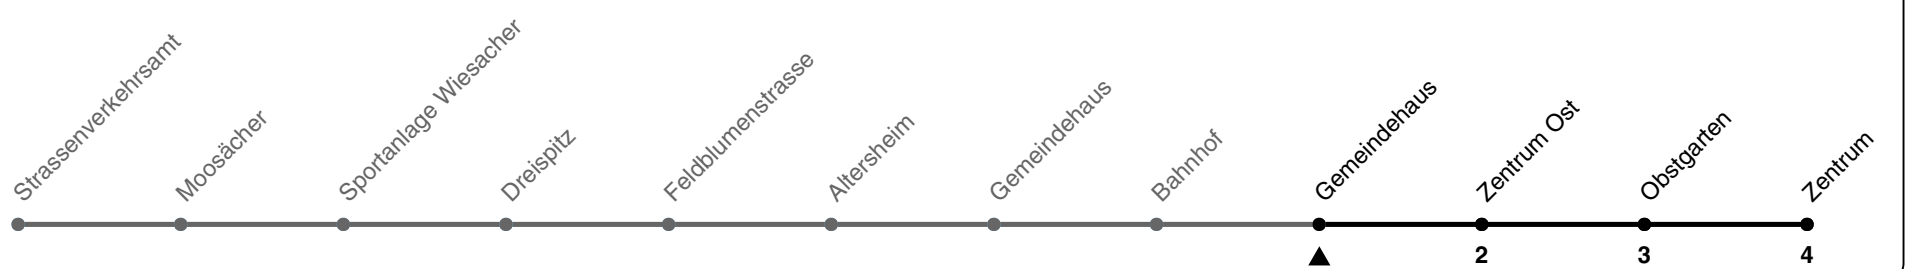 Strassenverkehrsamt
Moosächer
Sportanlage Wiesacher
Dreispitz
Feldblumenstrasse
Altersheim
Gemeindehaus
Bahnhof
Gemeindehaus
Zentrum Ost
Obstgarten
Zentrum
2 3 4